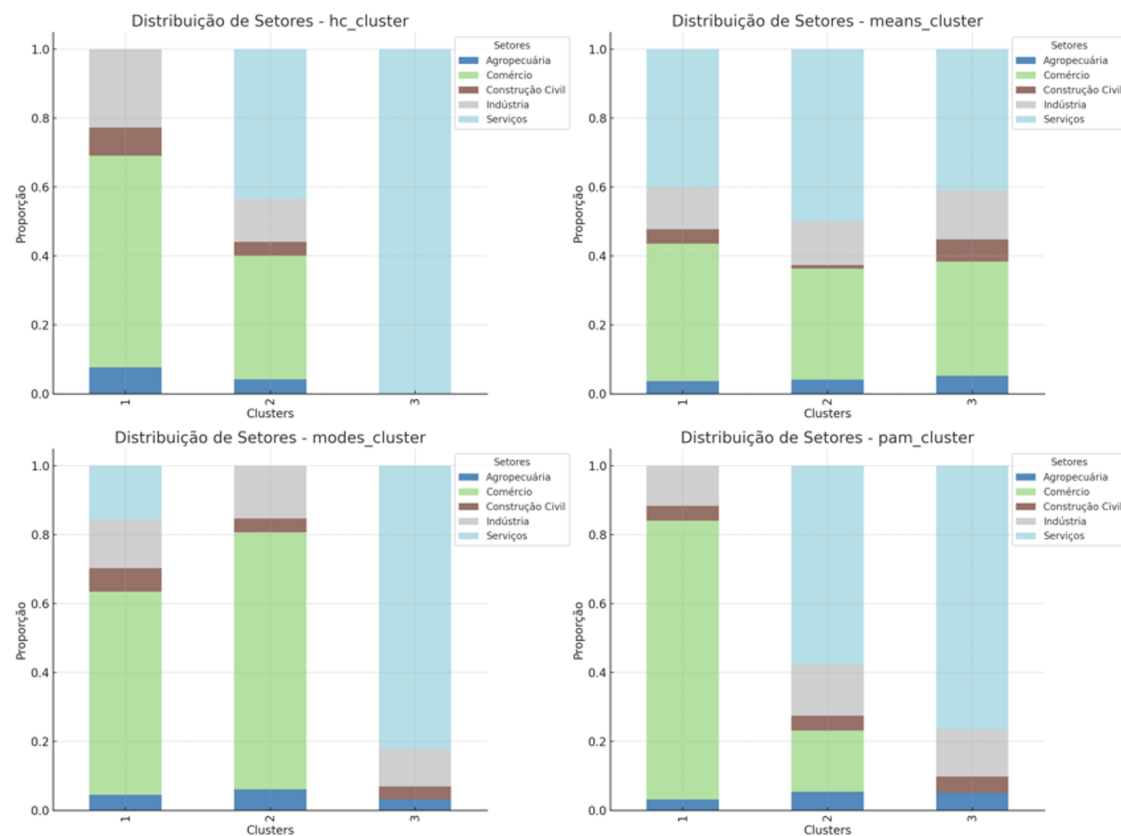 Distribuição de Setores - hc_cluster
Setores
Agropecuária
Comércio
Construção Civil
Indústria
Serviços
Proporção
1.0
0.8
0.6
0.4
0.2
0.0
1
2
3
Clusters
Distribuição de Setores - means_cluster
Setores
Agropecuária
Comércio
Construção Civil
Indústria
Serviços
Proporção
1.0
0.8
0.6
0.4
0.2
0.0
1
2
3
Clusters
Distribuição de Setores - modes_cluster
Setores
Agropecuária
Comércio
Construção Civil
Indústria
Serviços
Proporção
1.0
0.8
0.6
0.4
0.2
0.0
1
2
3
Clusters
Distribuição de Setores - pam_cluster
Setores
Agropecuária
Comércio
Construção Civil
Indústria
Serviços
Proporção
1.0
0.8
0.6
0.4
0.2
0.0
1
2
3
Clusters